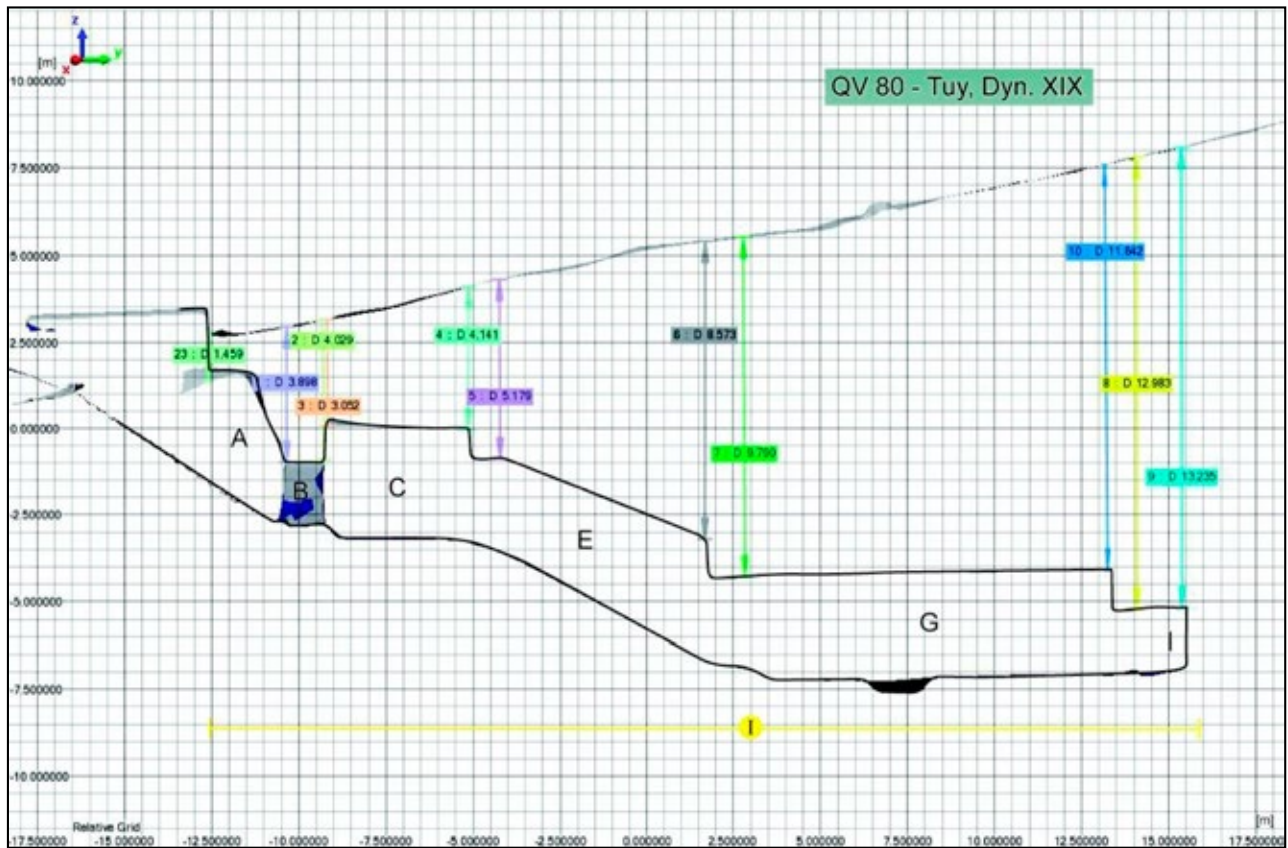 z
y
x
[m]
10.000000
QV 80 - Tuy, Dyn. XIX
7.500000
5.000000
10 : D 11.642
2.500000
2 : D 4.029
4 : D 4.141
6 : D 8.573
23 : D 1.459
: D 3.898
5 : D 5.179
8 : D 12.983
3 : D 3.052
0.000000
A
7 : D 9.790
9 : D 13.235
B
C
-2.500000
E
-5.000000
G
I
-7.500000
I
-10.000000
Relative Grid
[m]
-17.500000 -15.000000 -12.500000 -10.000000 -7.500000 -5.000000 -2.500000 0.000000 2.500000 5.000000 7.500000 10.000000 12.500000 15.000000 17.500000